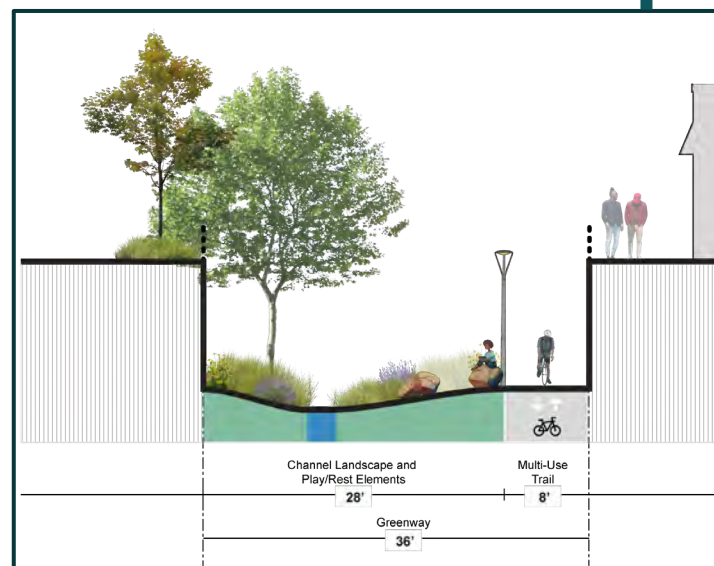 Channel Landscape and
Play/Rest Elements
28'
Multi-Use
Trail
8'
Greenway
36'